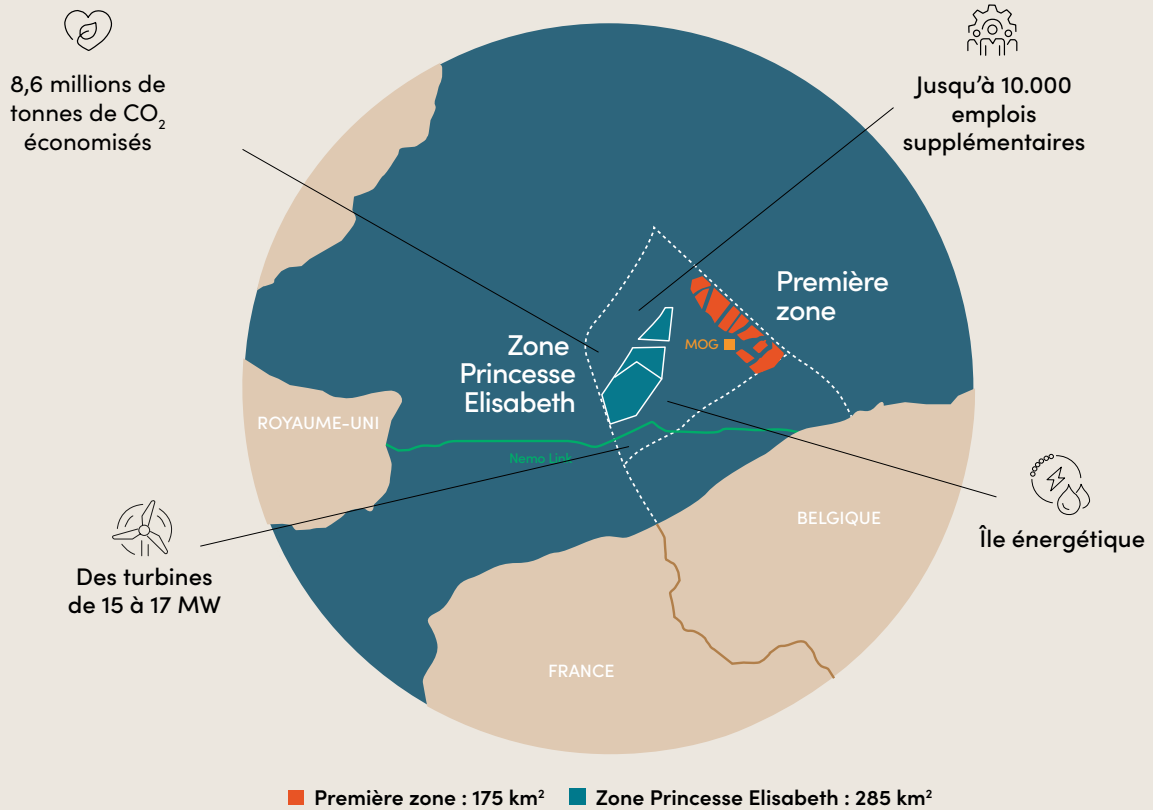 8,6 millions de
tonnes de CO₂
économisés
Jusqu'à 10.000
emplois
supplémentaires
Première
zone
MOG
Zone
Princesse
Elisabeth
ROYAUME-UNI
Nemo Link
BELGIQUE
Île énergétique
Des turbines
de 15 à 17 MW
FRANCE
Première zone : 175 km² Zone Princesse Elisabeth : 285 km²